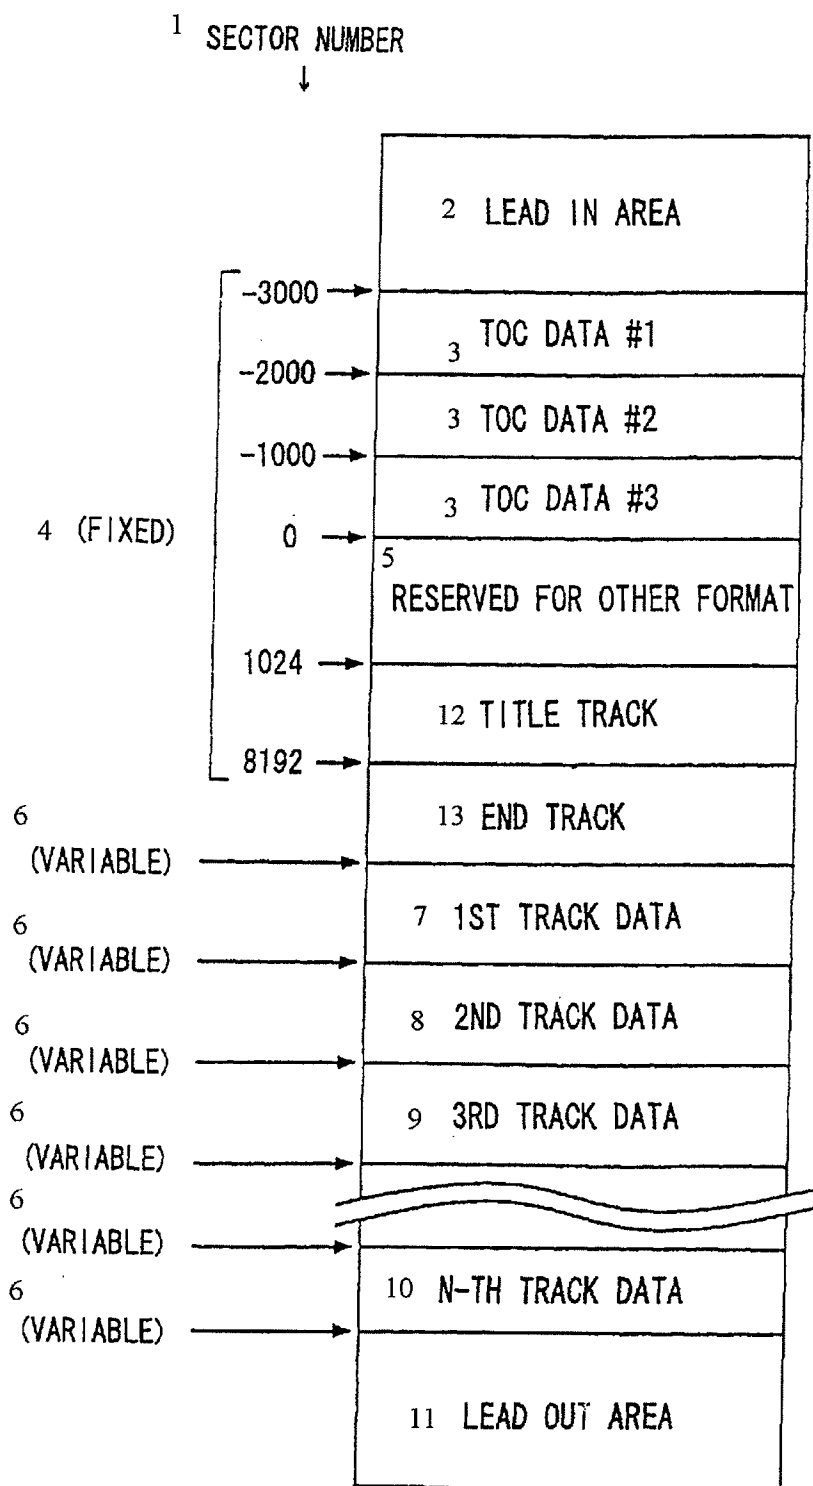 1 SECTOR NUMBER
↓
2 LEAD IN AREA
-3000
3 TOC DATA #1
-2000
3 TOC DATA #2
-1000
3 TOC DATA #3
4 (FIXED)
0
5
RESERVED FOR OTHER FORMAT
1024
12 TITLE TRACK
8192
13 END TRACK
6
(VARIABLE)
7 1ST TRACK DATA
6
(VARIABLE)
8 2ND TRACK DATA
6
(VARIABLE)
9 3RD TRACK DATA
6
(VARIABLE)
6
(VARIABLE)
10 N-TH TRACK DATA
6
(VARIABLE)
11 LEAD OUT AREA